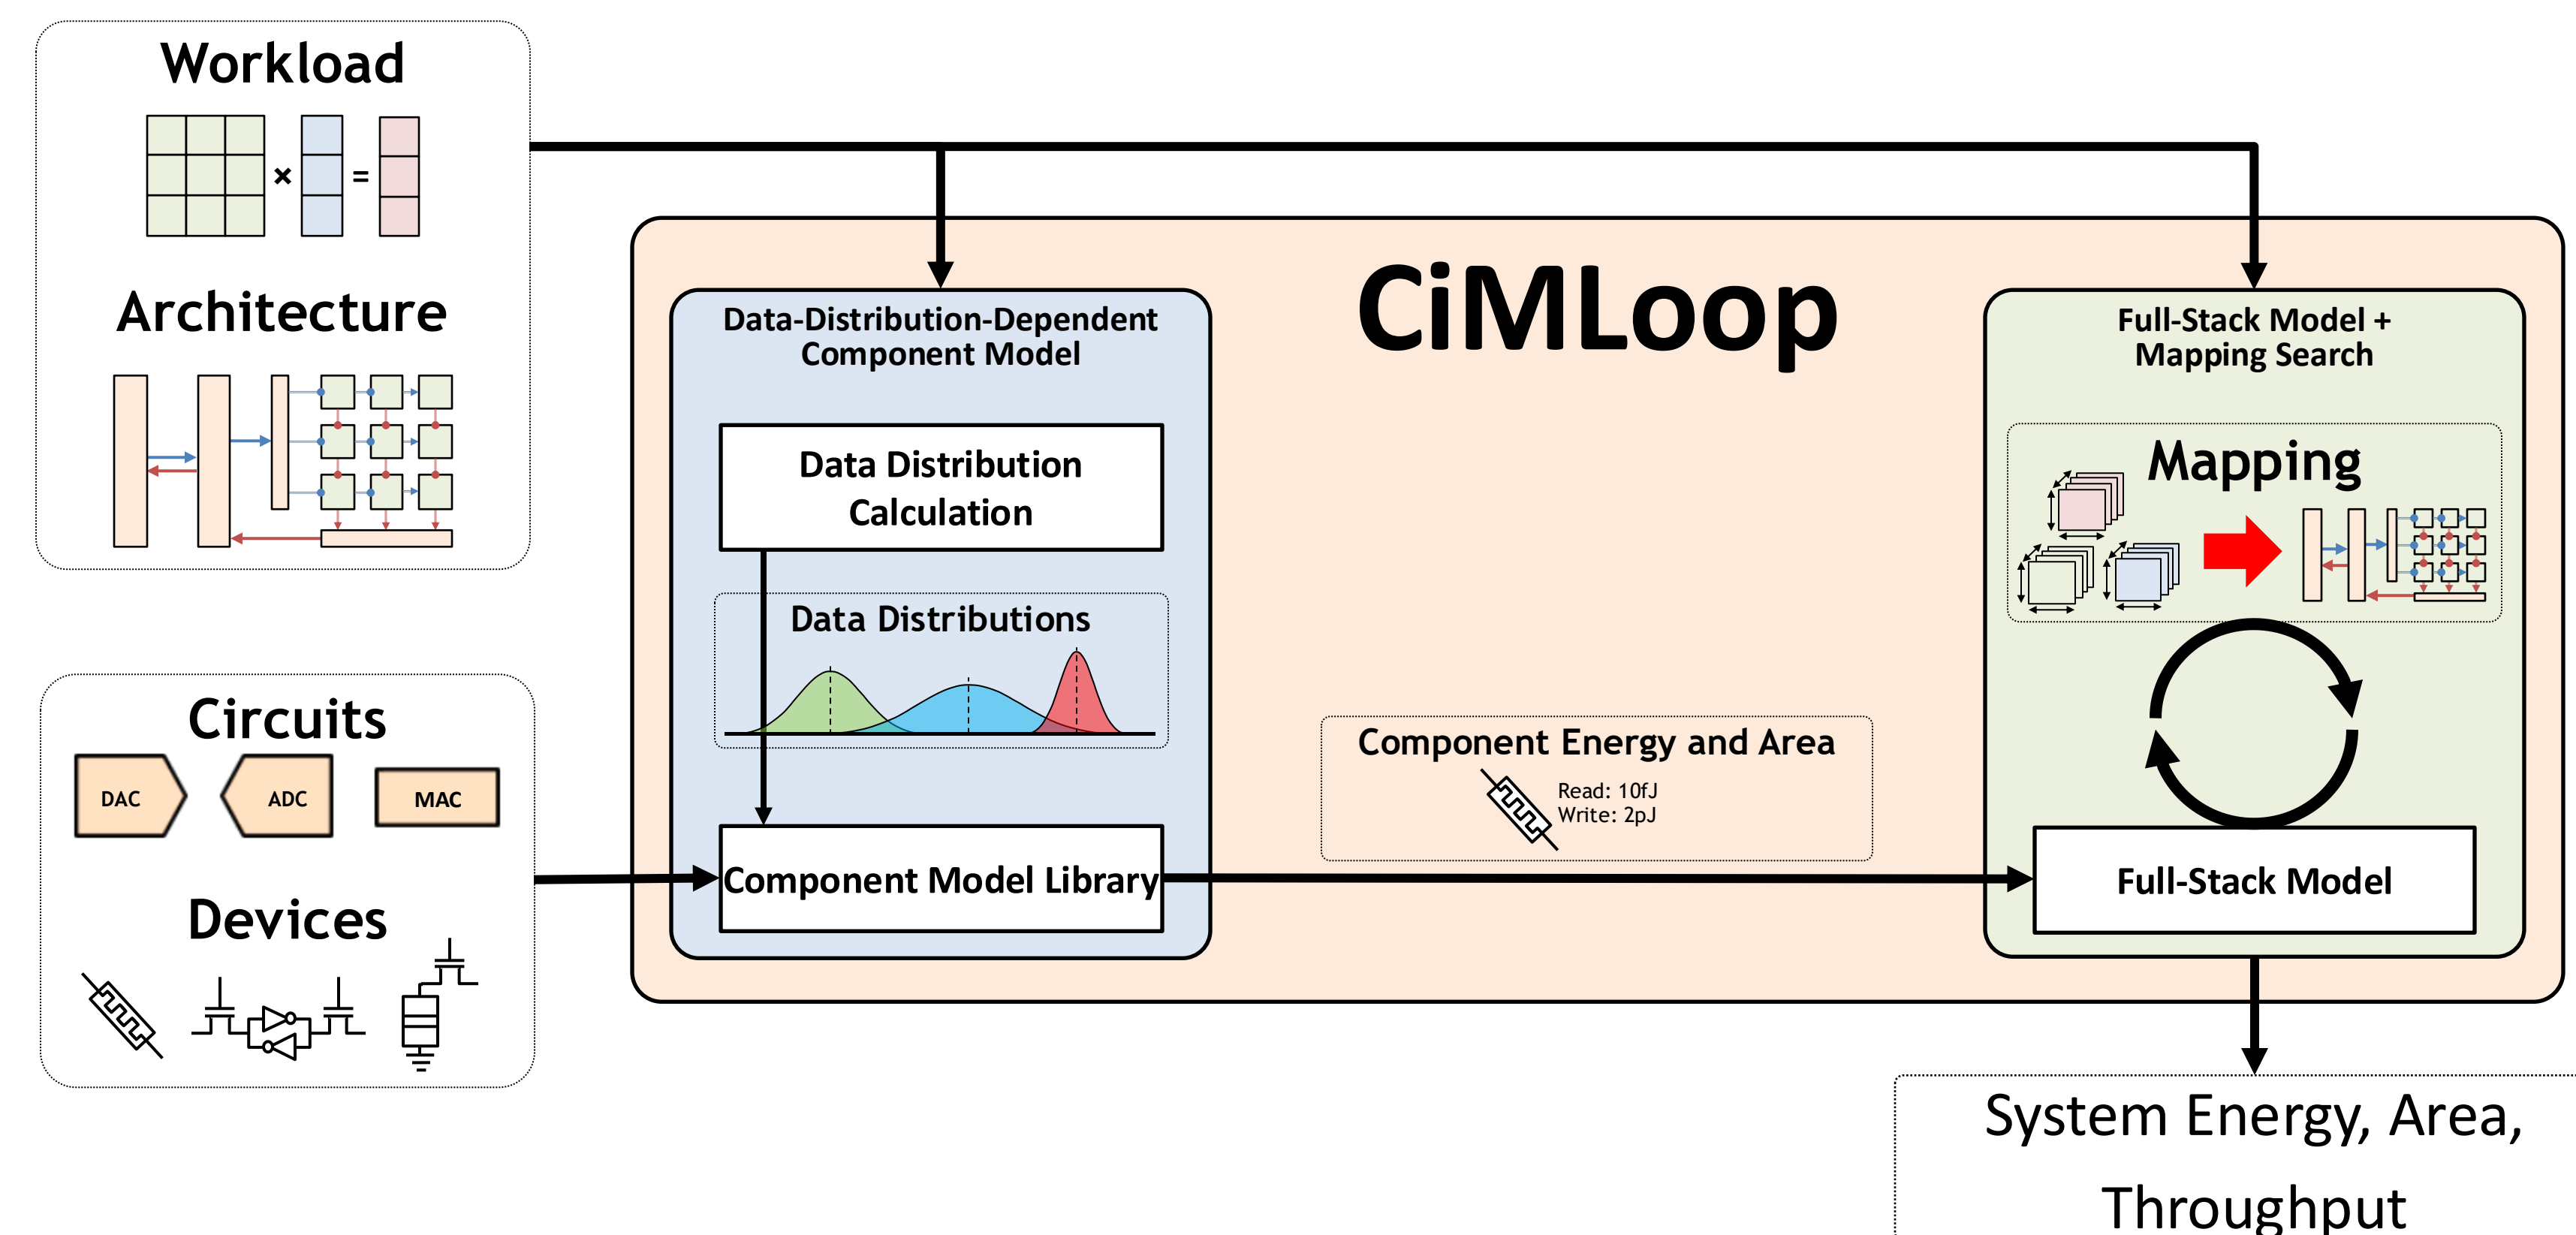 Workload
×
=
Architecture
Circuits
DAC
ADC
MAC
Devices
CiMLoop
Data-Distribution-Dependent
Component Model
Data Distribution
Calculation
Data Distributions
Component Model Library
Component Energy and Area
Read: 10fJ
Write: 2pJ
Full-Stack Model +
Mapping Search
Mapping
Full-Stack Model
System Energy, Area,
Throughput